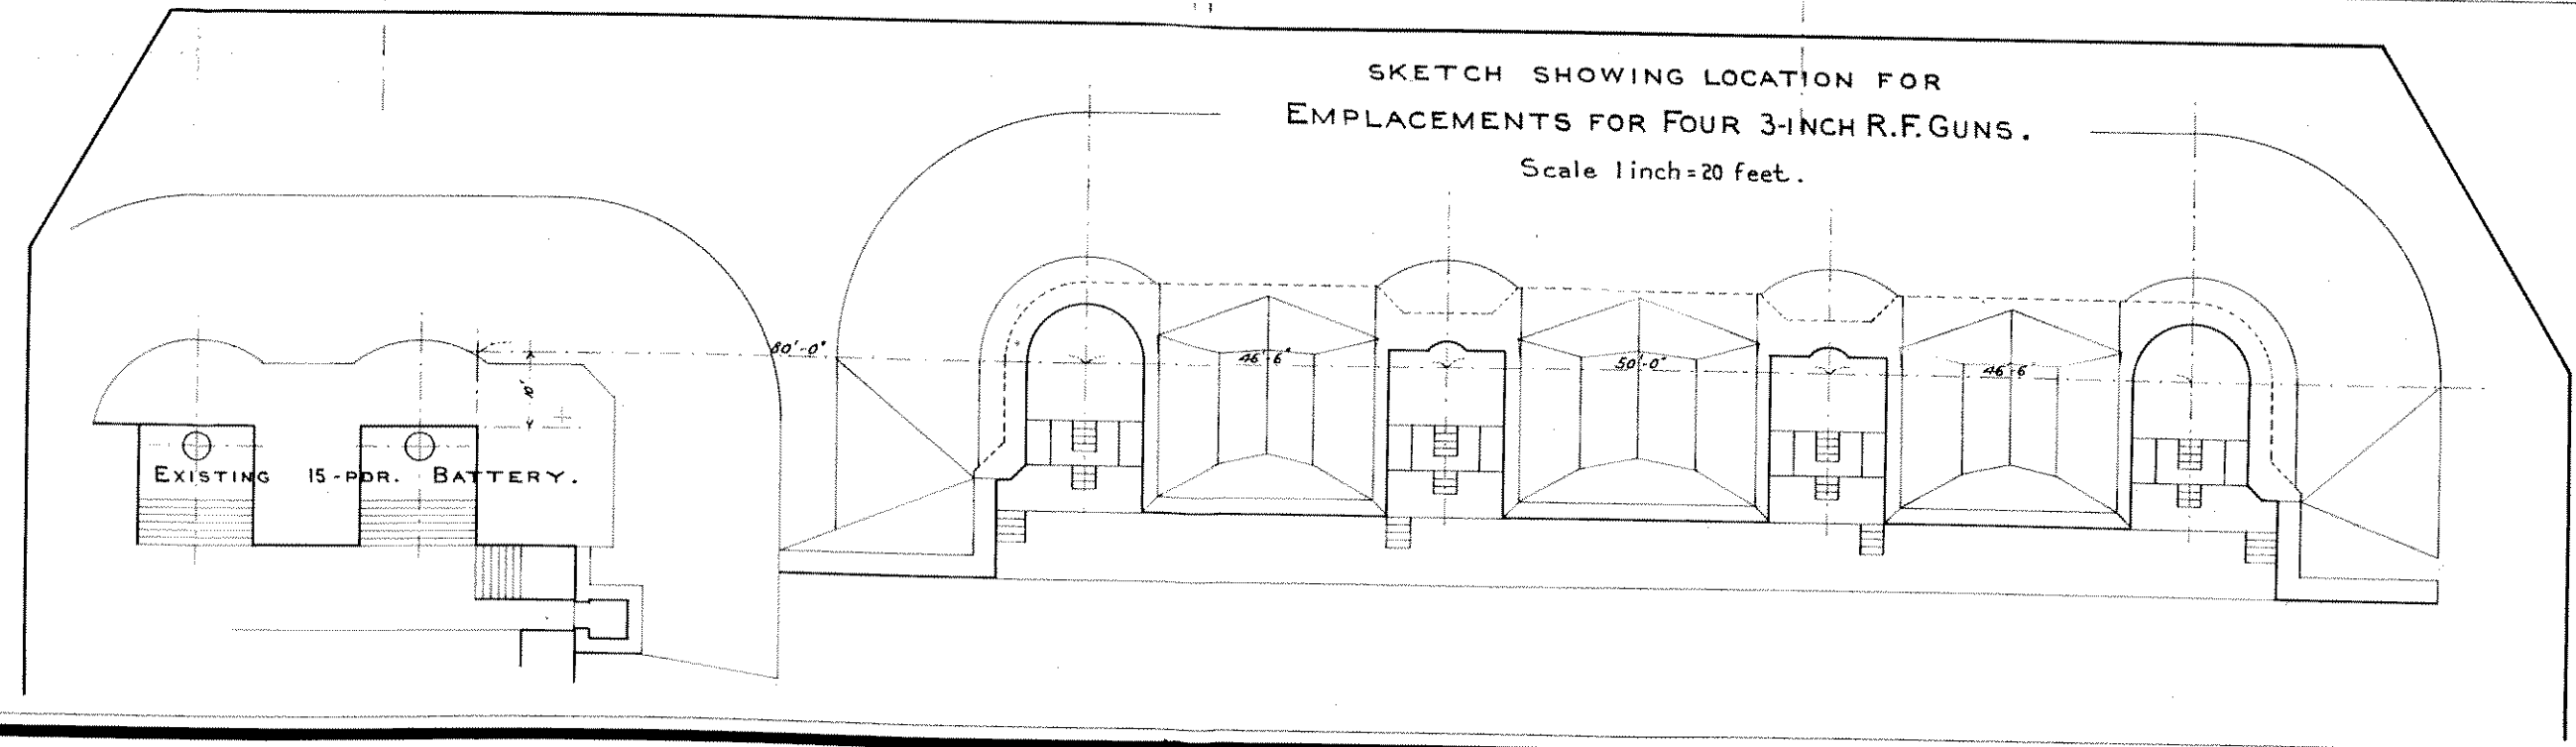 SKETCH SHOWING LOCATION FOR
EMPLACEMENTS FOR FOUR 3-INCH R.F. GUNS.
Scale 1 inch = 20 feet.
80'-0"
46'-6"
50'-0"
46'-6"
10'
EXISTING 15-PDR. BATTERY.